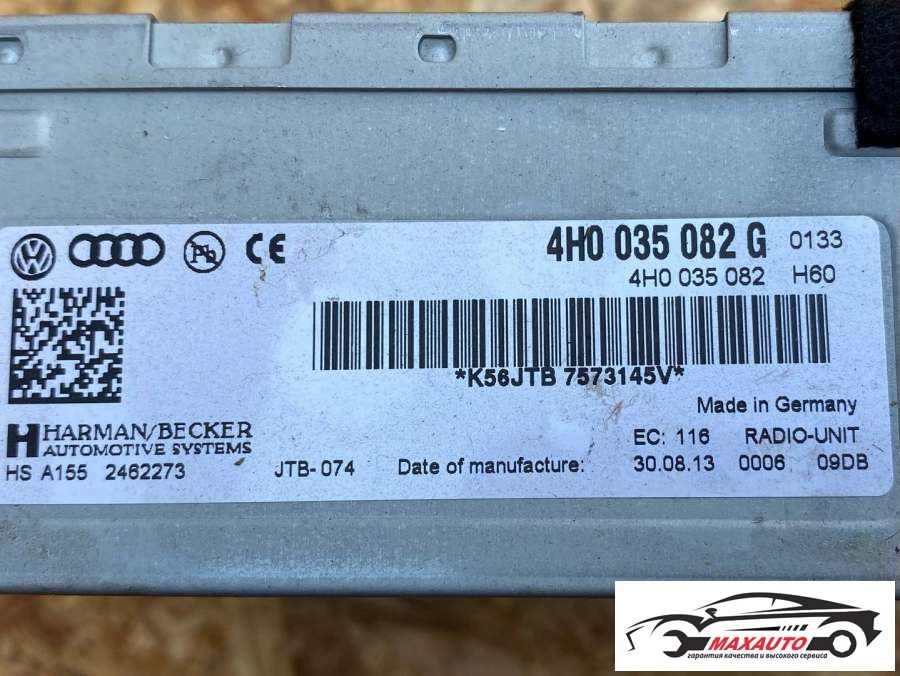 Pb CE
4H0 035 082 G 0133
4H0 035 082 H60
*K56JTB 7573145V*
Made in Germany
HARMAN/BECKER
AUTOMOTIVE SYSTEMS
EC: 116 RADIO-UNIT
HS A155 2462273 JTB-074 Date of manufacture: 30.08.13 0006 09DB
MAXAUTO
гарантия качества и высокого сервиса